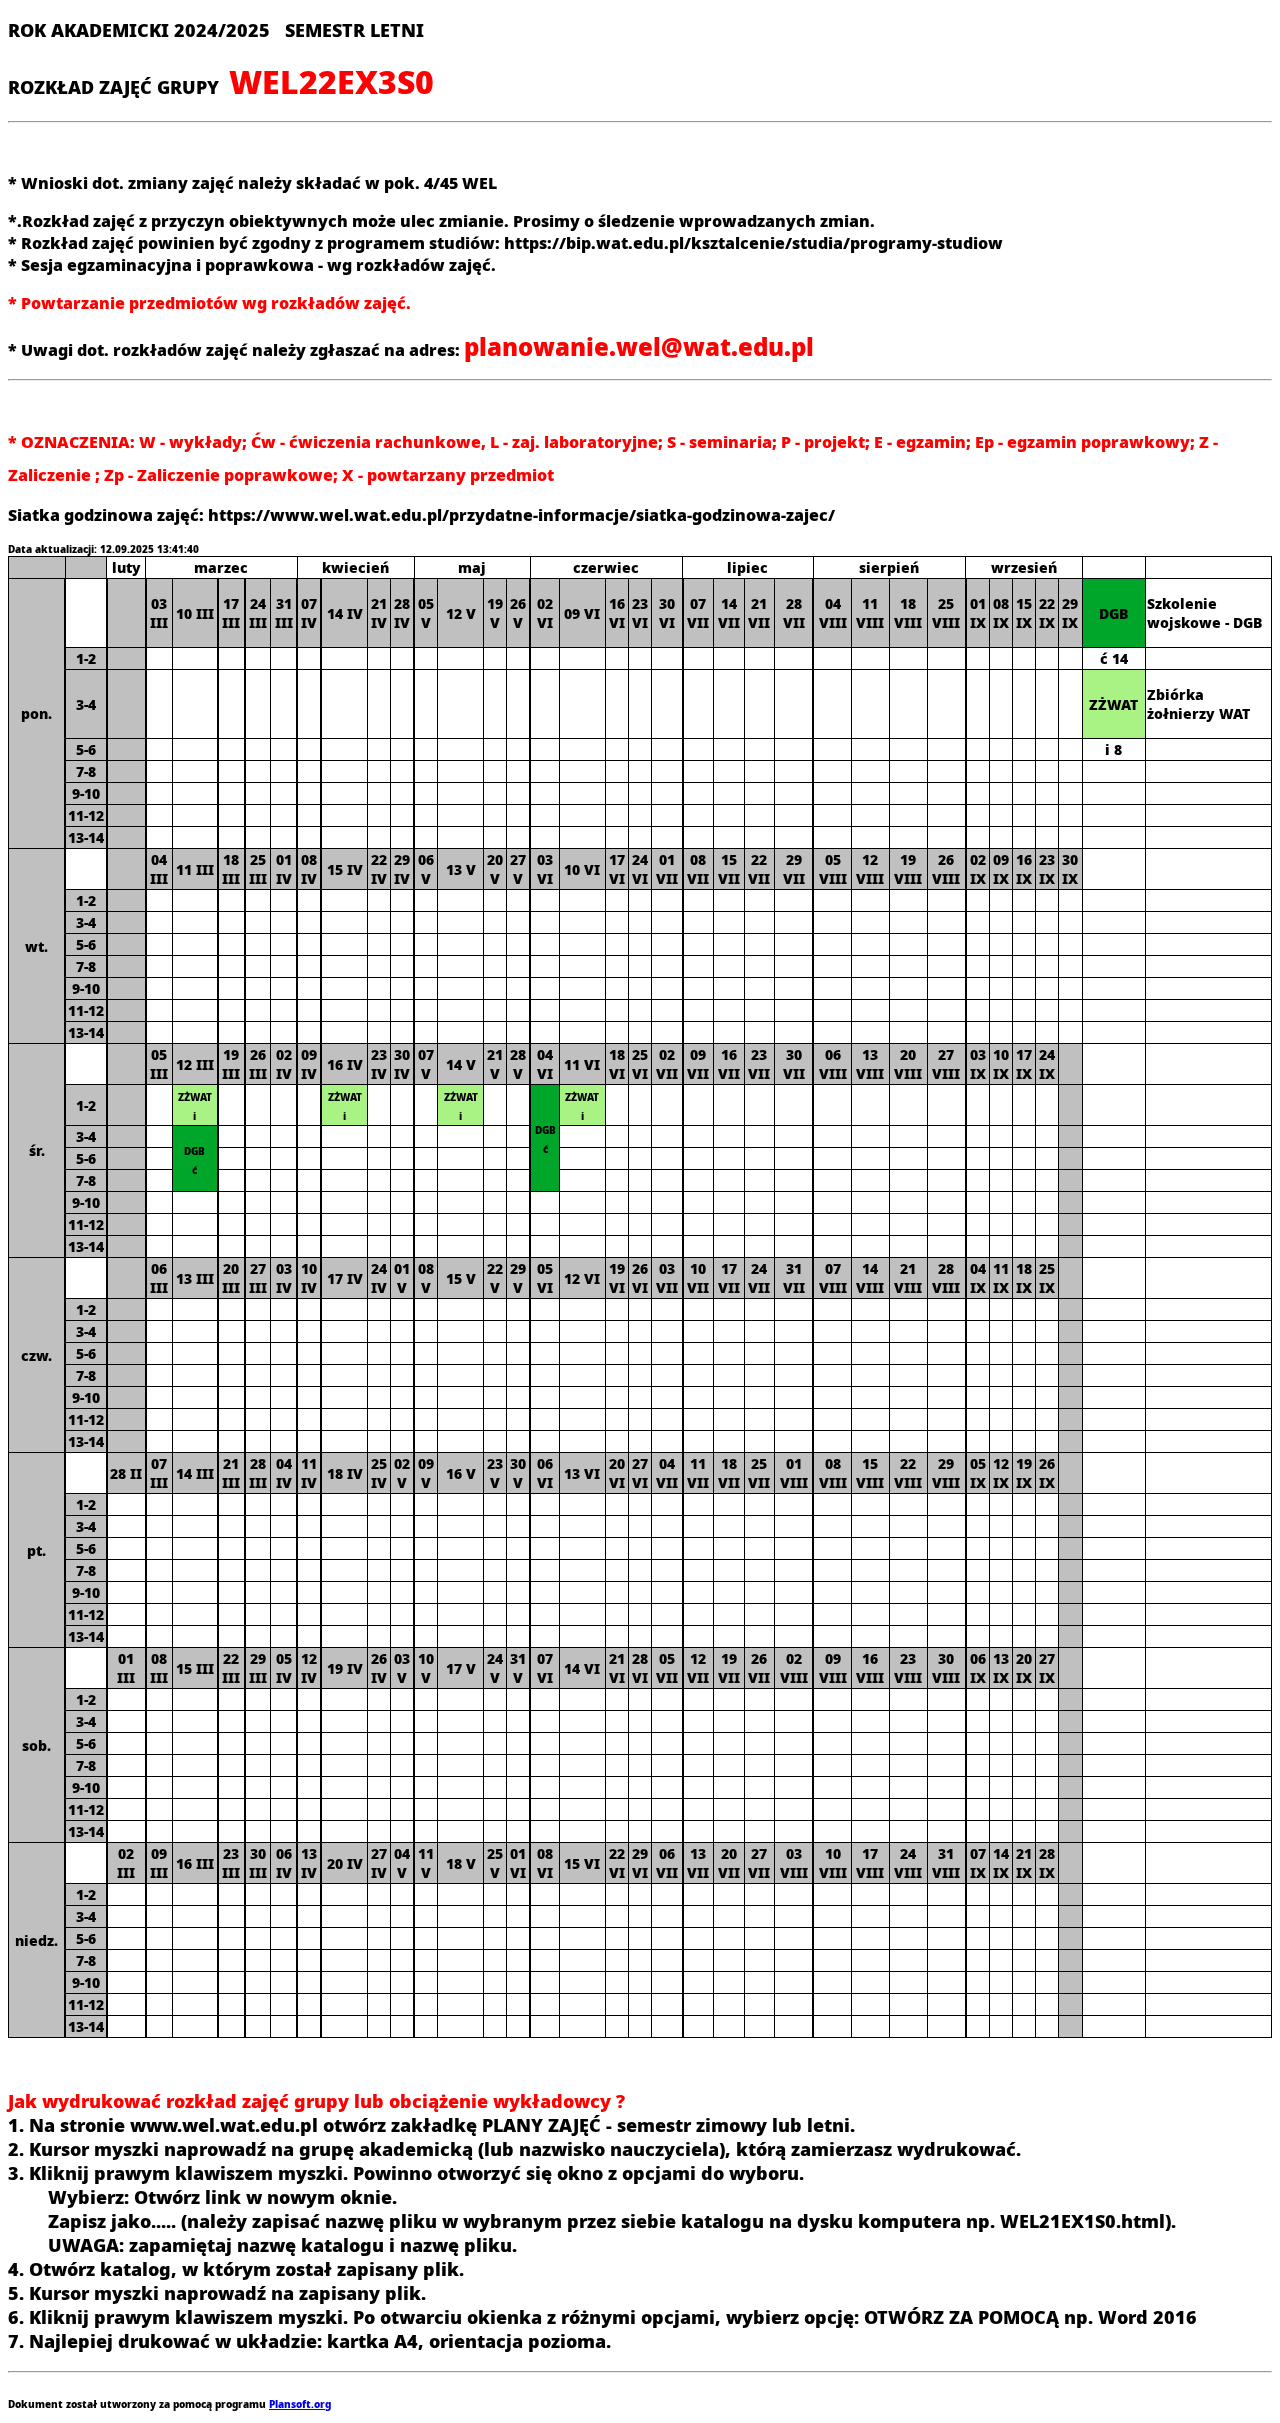 ROK AKADEMICKI 2024/2025   SEMESTR LETNI
ROZKŁAD ZAJĘĆ GRUPY  WEL22EX3S0
* Wnioski dot. zmiany zajęć należy składać w pok. 4/45 WEL
*.Rozkład zajęć z przyczyn obiektywnych może ulec zmianie. Prosimy o śledzenie wprowadzanych zmian.
* Rozkład zajęć powinien być zgodny z programem studiów: https://bip.wat.edu.pl/ksztalcenie/studia/programy-studiow
* Sesja egzaminacyjna i poprawkowa - wg rozkładów zajęć.
* Powtarzanie przedmiotów wg rozkładów zajęć.
* Uwagi dot. rozkładów zajęć należy zgłaszać na adres: planowanie.wel@wat.edu.pl
* OZNACZENIA: W - wykłady; Ćw - ćwiczenia rachunkowe, L - zaj. laboratoryjne; S - seminaria; P - projekt; E - egzamin; Ep - egzamin poprawkowy; Z -
Zaliczenie ; Zp - Zaliczenie poprawkowe; X - powtarzany przedmiot
Siatka godzinowa zajęć: https://www.wel.wat.edu.pl/przydatne-informacje/siatka-godzinowa-zajec/
Data aktualizacji: 12.09.2025 13:41:40
luty marzec kwiecień maj czerwiec lipiec sierpień wrzesień
pon. 03 III 10 III 17 III 24 III 31 III 07 IV 14 IV 21 IV 28 IV 05 V 12 V 19 V 26 V 02 VI 09 VI 16 VI 23 VI 30 VI 07 VII 14 VII 21 VII 28 VII 04 VIII 11 VIII 18 VIII 25 VIII 01 IX 08 IX 15 IX 22 IX 29 IX DGB Szkolenie wojskowe - DGB
1-2 ć 14
3-4 ZŻWAT Zbiórka żołnierzy WAT
5-6 i 8
7-8
9-10
11-12
13-14
wt. 04 III 11 III 18 III 25 III 01 IV 08 IV 15 IV 22 IV 29 IV 06 V 13 V 20 V 27 V 03 VI 10 VI 17 VI 24 VI 01 VII 08 VII 15 VII 22 VII 29 VII 05 VIII 12 VIII 19 VIII 26 VIII 02 IX 09 IX 16 IX 23 IX 30 IX
1-2
3-4
5-6
7-8
9-10
11-12
13-14
śr. 05 III 12 III 19 III 26 III 02 IV 09 IV 16 IV 23 IV 30 IV 07 V 14 V 21 V 28 V 04 VI 11 VI 18 VI 25 VI 02 VII 09 VII 16 VII 23 VII 30 VII 06 VIII 13 VIII 20 VIII 27 VIII 03 IX 10 IX 17 IX 24 IX
1-2 ZŻWAT i ZŻWAT i ZŻWAT i DGB ć ZŻWAT i
3-4 DGB ć
5-6
7-8
9-10
11-12
13-14
czw. 06 III 13 III 20 III 27 III 03 IV 10 IV 17 IV 24 IV 01 V 08 V 15 V 22 V 29 V 05 VI 12 VI 19 VI 26 VI 03 VII 10 VII 17 VII 24 VII 31 VII 07 VIII 14 VIII 21 VIII 28 VIII 04 IX 11 IX 18 IX 25 IX
1-2
3-4
5-6
7-8
9-10
11-12
13-14
pt. 28 II 07 III 14 III 21 III 28 III 04 IV 11 IV 18 IV 25 IV 02 V 09 V 16 V 23 V 30 V 06 VI 13 VI 20 VI 27 VI 04 VII 11 VII 18 VII 25 VII 01 VIII 08 VIII 15 VIII 22 VIII 29 VIII 05 IX 12 IX 19 IX 26 IX
1-2
3-4
5-6
7-8
9-10
11-12
13-14
sob. 01 III 08 III 15 III 22 III 29 III 05 IV 12 IV 19 IV 26 IV 03 V 10 V 17 V 24 V 31 V 07 VI 14 VI 21 VI 28 VI 05 VII 12 VII 19 VII 26 VII 02 VIII 09 VIII 16 VIII 23 VIII 30 VIII 06 IX 13 IX 20 IX 27 IX
1-2
3-4
5-6
7-8
9-10
11-12
13-14
niedz. 02 III 09 III 16 III 23 III 30 III 06 IV 13 IV 20 IV 27 IV 04 V 11 V 18 V 25 V 01 VI 08 VI 15 VI 22 VI 29 VI 06 VII 13 VII 20 VII 27 VII 03 VIII 10 VIII 17 VIII 24 VIII 31 VIII 07 IX 14 IX 21 IX 28 IX
1-2
3-4
5-6
7-8
9-10
11-12
13-14
Jak wydrukować rozkład zajęć grupy lub obciążenie wykładowcy ?
1. Na stronie www.wel.wat.edu.pl otwórz zakładkę PLANY ZAJĘĆ - semestr zimowy lub letni.
2. Kursor myszki naprowadź na grupę akademicką (lub nazwisko nauczyciela), którą zamierzasz wydrukować.
3. Kliknij prawym klawiszem myszki. Powinno otworzyć się okno z opcjami do wyboru.
Wybierz: Otwórz link w nowym oknie.
Zapisz jako..... (należy zapisać nazwę pliku w wybranym przez siebie katalogu na dysku komputera np. WEL21EX1S0.html).
UWAGA: zapamiętaj nazwę katalogu i nazwę pliku.
4. Otwórz katalog, w którym został zapisany plik.
5. Kursor myszki naprowadź na zapisany plik.
6. Kliknij prawym klawiszem myszki. Po otwarciu okienka z różnymi opcjami, wybierz opcję: OTWÓRZ ZA POMOCĄ np. Word 2016
7. Najlepiej drukować w układzie: kartka A4, orientacja pozioma.
Dokument został utworzony za pomocą programu Plansoft.org